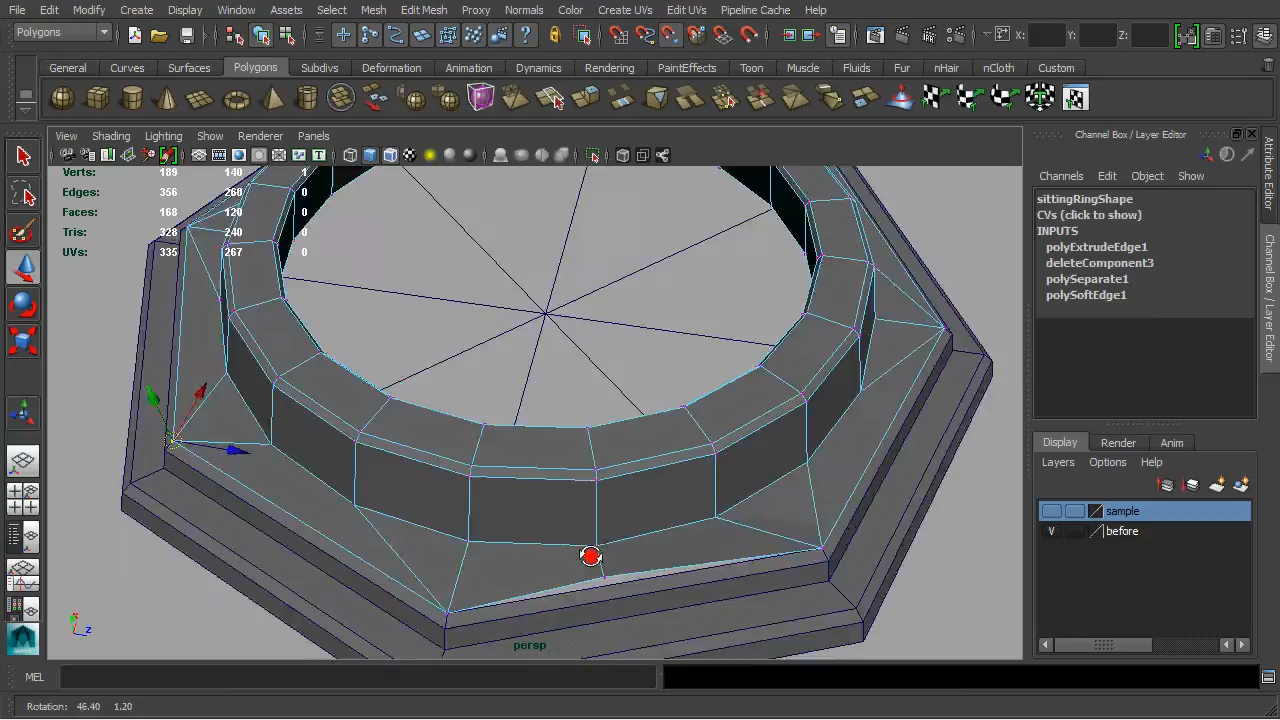 File Edit Modify Create Display Window Assets Select Mesh Edit Mesh Proxy Normals Color Create UVs Edit UVs Pipeline Cache Help
Polygons X: Y: Z:
General Curves Surfaces Polygons Subdivs Deformation Animation Dynamics Rendering PaintEffects Toon Muscle Fluids Fur nHair nCloth Custom
View Shading Lighting Show Renderer Panels
Channel Box / Layer Editor
Verts: 189 140 1
Edges: 356 260 0
Faces: 168 120 0
Tris: 328 240 0
UVs: 335 267 0
Channels Edit Object Show
sittingRingShape
CVs (click to show)
INPUTS
polyExtrudeEdge1
deleteComponent3
polySeparate1
polySoftEdge1
Display Render Anim
Layers Options Help
sample
V before
Attribute Editor
Channel Box / Layer Editor
z
persp
MEL
Rotation: 46.40 1.20